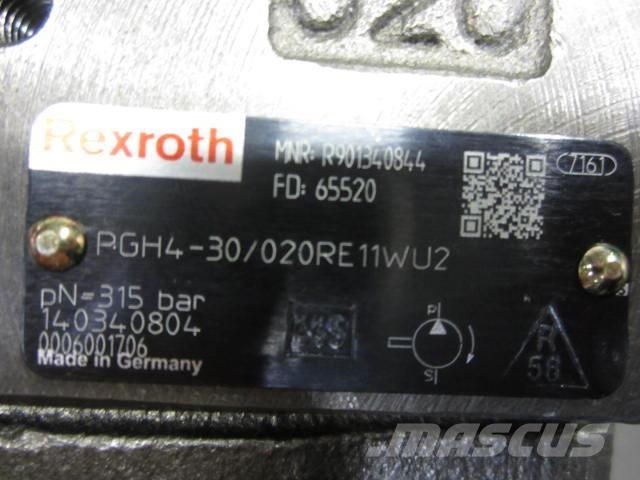 020
Rexroth
MNR: R901340844
FD: 65520
7161
PGH4-30/020RE11WU2
pN=315 bar
140340804
0006001706
Made in Germany
P
S
R
58
MASCUS